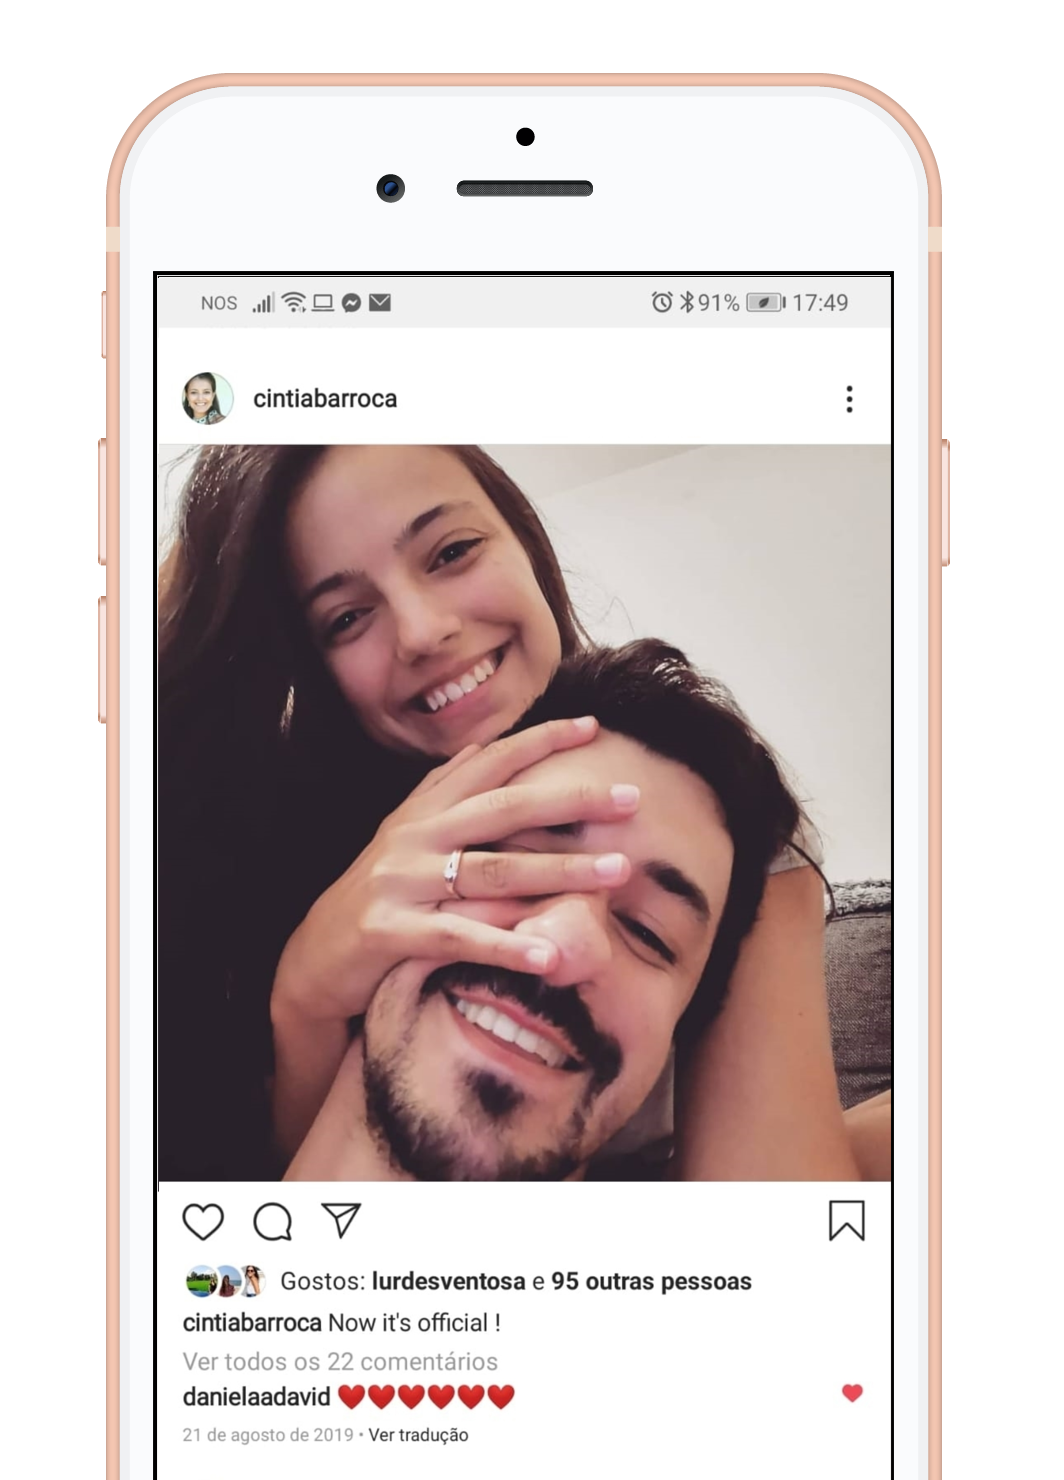 NOS 91% 17:49
cintiabarroca
Gostos: lurdesventosa e 95 outras pessoas
cintiabarroca Now it's official !
Ver todos os 22 comentários
danielaadavid ❤️❤️❤️❤️❤️❤️
21 de agosto de 2019 • Ver tradução